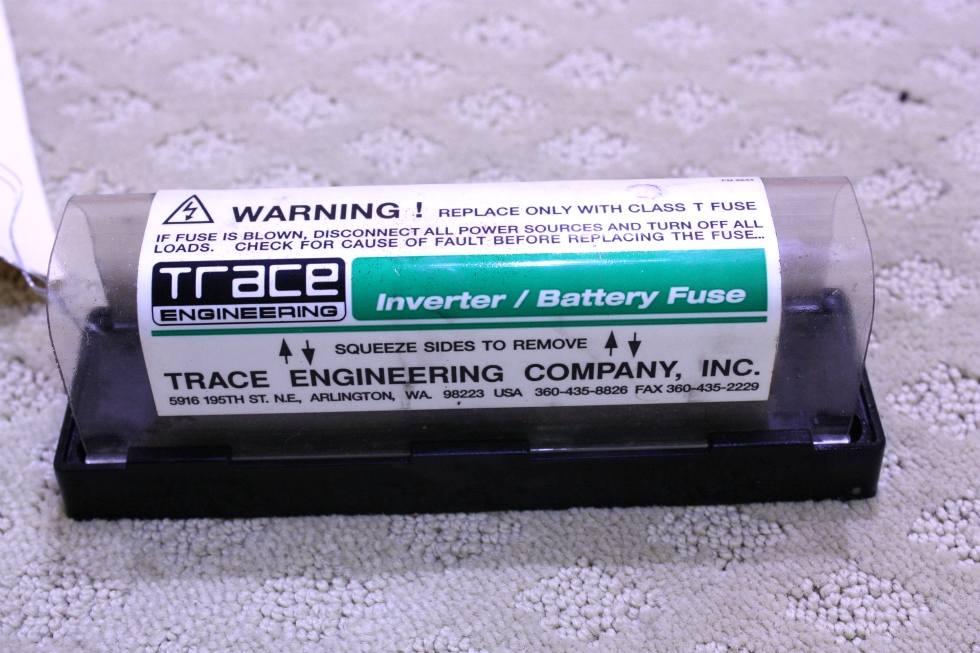 WARNING ! REPLACE ONLY WITH CLASS T FUSE
IF FUSE IS BLOWN, DISCONNECT ALL POWER SOURCES AND TURN OFF ALL
LOADS. CHECK FOR CAUSE OF FAULT BEFORE REPLACING THE FUSE...
Trace
ENGINEERING
Inverter / Battery Fuse
SQUEEZE SIDES TO REMOVE
TRACE ENGINEERING COMPANY, INC.
5916 195TH ST. N.E., ARLINGTON, WA. 98223 USA 360-435-8826 FAX 360-435-2229